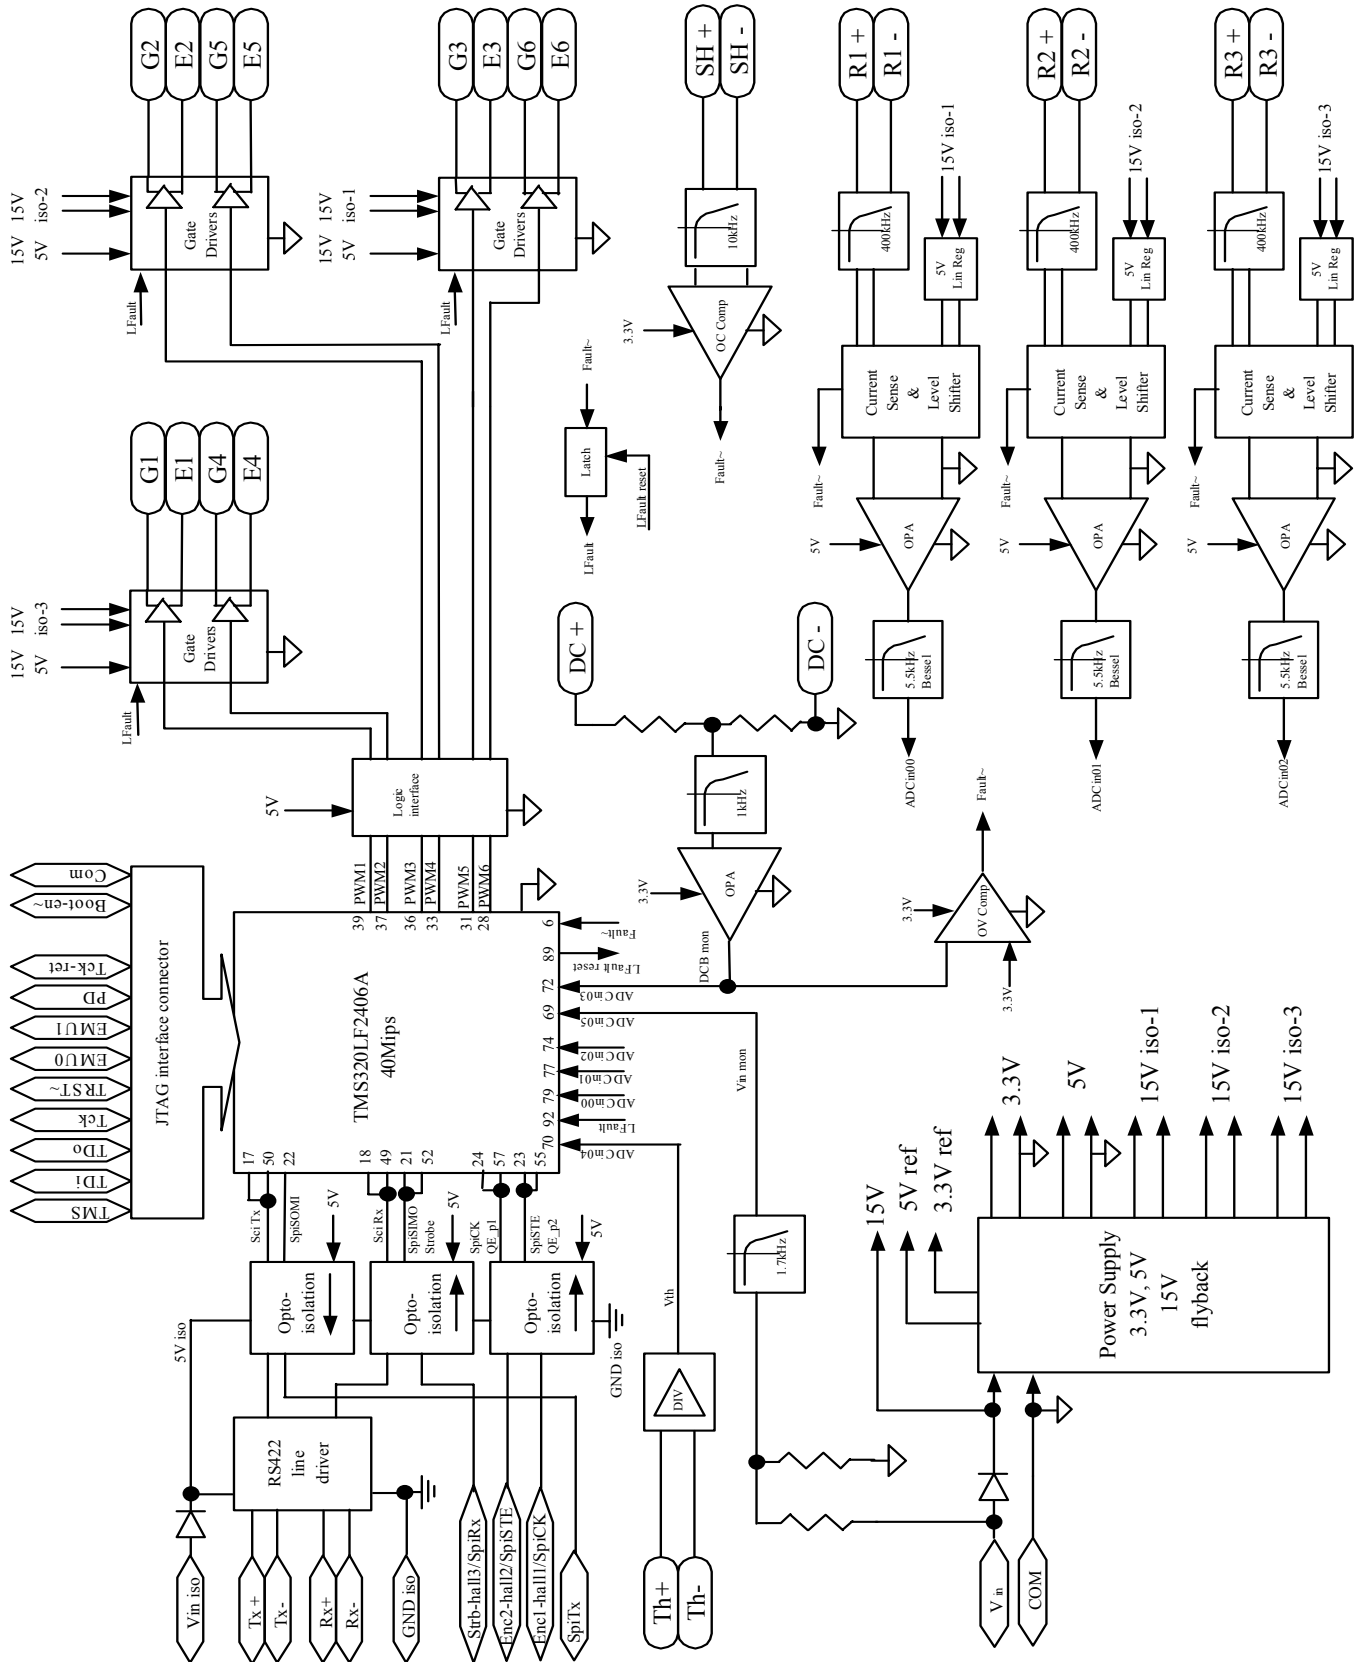 G2
E2
G5
E5
G3
E3
G6
E6
SH +
SH -
R1 +
R1 -
R2 +
R2 -
R3 +
R3 -
15V iso-1
15V iso-2
15V iso-3
15V 15V
5V iso-2
Gate
Drivers
LFault
15V 15V
5V iso-1
Gate
Drivers
LFault
10kHz
400kHz
400kHz
400kHz
5V
Lin Reg
5V
Lin Reg
5V
Lin Reg
3.3V
OC Comp
Fault~
Fault~
Latch
LFault reset
LFault
Current
Sense
&
Level
Shifter
Fault~
Current
Sense
&
Level
Shifter
Fault~
Current
Sense
&
Level
Shifter
Fault~
5V
OPA
5V
OPA
5V
OPA
5.5kHz
Bessel
5.5kHz
Bessel
5.5kHz
Bessel
ADCin00
ADCin01
ADCin02
G1
E1
G4
E4
15V 15V
5V iso-3
Gate
Drivers
LFault
DC +
DC -
1kHz
3.3V
OPA
DCB mon
Fault~
3.3V
OV Comp
3.3V
5V
Logic
interface
PWM1
PWM2
PWM3
PWM4
PWM5
PWM6
39
37
36
33
31
28
Com
Boot-en~
Tck-ret
PD
EMU1
EMU0
TRST~
Tck
TDo
TDi
TMS
JTAG interface connector
TMS320LF2406A
40Mips
6
89
72
69
74
77
79
92
70
Fault~
LFault reset
ADCin03
ADCin05
ADCin02
ADCin01
ADCin00
LFault
ADCin04
17
50
22
18
49
21
52
24
57
23
55
Sci Tx
SpiSOMI
5V
Sci Rx
SpiSIMO
Strobe
5V
SpiCK
QE_p1
SpiSTE
QE_p2
5V
Opto-
isolation
Opto-
isolation
Opto-
isolation
5V iso
GND iso
RS422
line
driver
Vin iso
Tx +
Tx-
Rx+
Rx-
GND iso
Strb-hall3/SpiRx
Enc2-hall2/SpiSTE
Enc1-hall1/SpiCK
SpiTx
Vth
DIV
Th+
Th-
Vin mon
1.7kHz
V in
COM
15V
5V ref
3.3V ref
3.3V
5V
15V iso-1
15V iso-2
15V iso-3
Power Supply
3.3V, 5V
15V
flyback